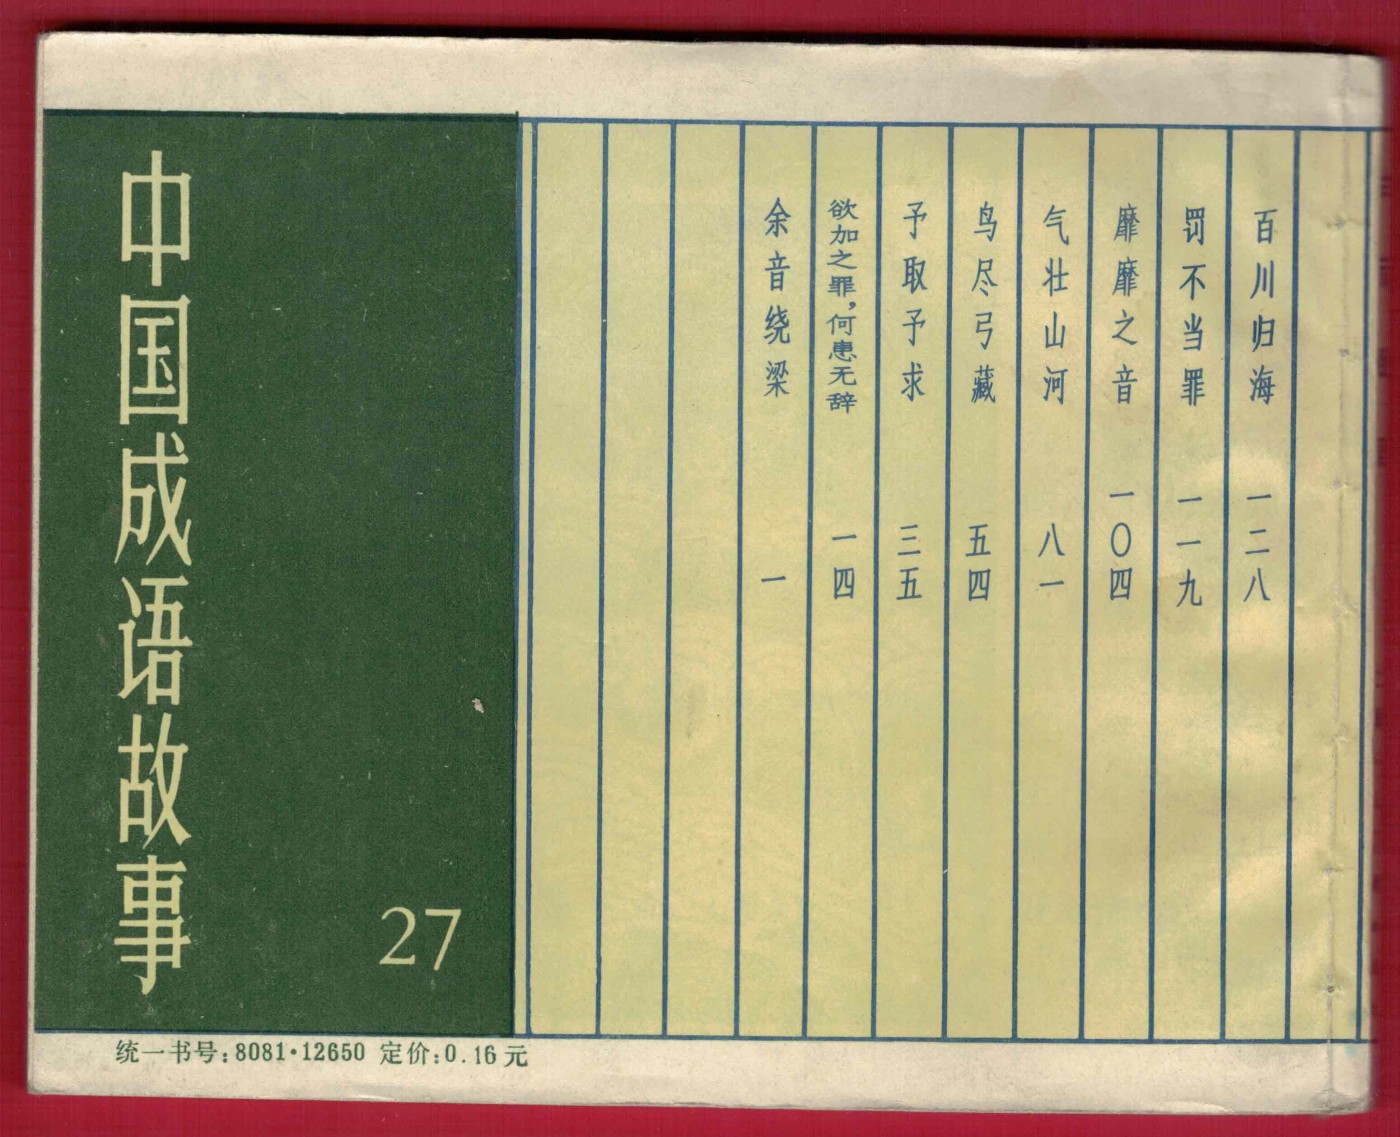 中国成语故事
27
百川归海 一二八
罚不当罪 一一九
靡靡之音 一〇四
气壮山河 八一
鸟尽弓藏 五四
予取予求 三五
欲加之罪,何患无辞 一四
余音绕梁 一
统一书号:8081·12650 定价:0.16元